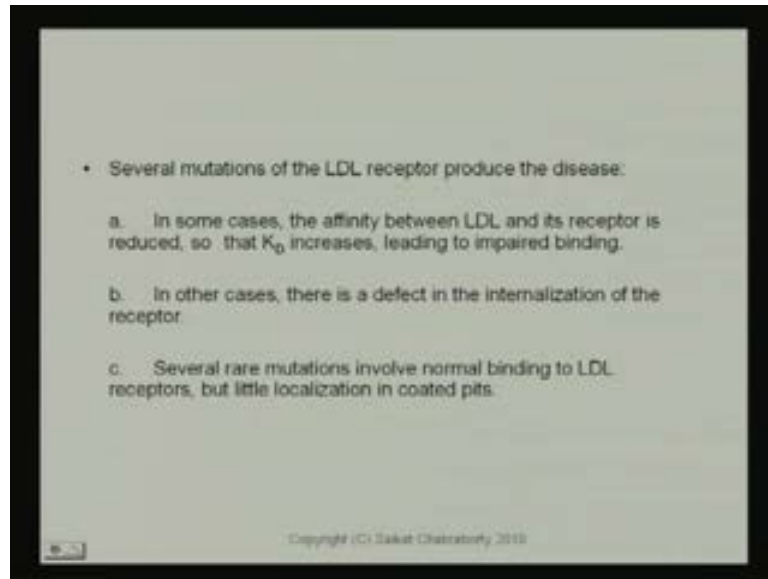 • Several mutations of the LDL receptor produce the disease:
a. In some cases, the affinity between LDL and its receptor is
reduced, so that K_D increases, leading to impaired binding.
b. In other cases, there is a defect in the internalization of the
receptor.
c. Several rare mutations involve normal binding to LDL
receptors, but little localization in coated pits.
Copyright (C) Saikat Chakraborty, 2010